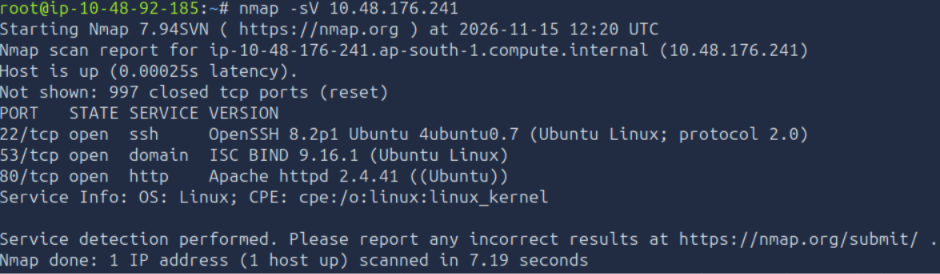 root@ip-10-48-92-185:~# nmap -sV 10.48.176.241
Starting Nmap 7.94SVN ( https://nmap.org ) at 2026-11-15 12:20 UTC
Nmap scan report for ip-10-48-176-241.ap-south-1.compute.internal (10.48.176.241)
Host is up (0.00025s latency).
Not shown: 997 closed tcp ports (reset)
PORT   STATE SERVICE VERSION
22/tcp open  ssh     OpenSSH 8.2p1 Ubuntu 4ubuntu0.7 (Ubuntu Linux; protocol 2.0)
53/tcp open  domain  ISC BIND 9.16.1 (Ubuntu Linux)
80/tcp open  http    Apache httpd 2.4.41 ((Ubuntu))
Service Info: OS: Linux; CPE: cpe:/o:linux:linux_kernel

Service detection performed. Please report any incorrect results at https://nmap.org/submit/ .
Nmap done: 1 IP address (1 host up) scanned in 7.19 seconds